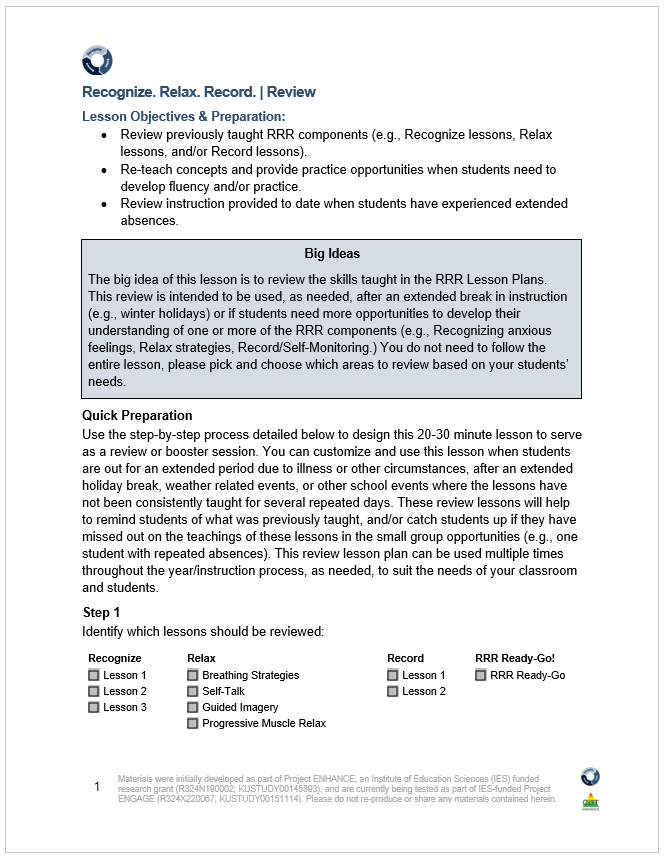 Recognize. Relax. Record. | Review
Lesson Objectives & Preparation:
• Review previously taught RRR components (e.g., Recognize lessons, Relax
lessons, and/or Record lessons).
• Re-teach concepts and provide practice opportunities when students need to
develop fluency and/or practice.
• Review instruction provided to date when students have experienced extended
absences.
Big Ideas
The big idea of this lesson is to review the skills taught in the RRR Lesson Plans.
This review is intended to be used, as needed, after an extended break in instruction
(e.g., winter holidays) or if students need more opportunities to develop their
understanding of one or more of the RRR components (e.g., Recognizing anxious
feelings, Relax strategies, Record/Self-Monitoring.) You do not need to follow the
entire lesson, please pick and choose which areas to review based on your students’
needs.
Quick Preparation
Use the step-by-step process detailed below to design this 20-30 minute lesson to serve
as a review or booster session. You can customize and use this lesson when students
are out for an extended period due to illness or other circumstances, after an extended
holiday break, weather related events, or other school events where the lessons have
not been consistently taught for several repeated days. These review lessons will help
to remind students of what was previously taught, and/or catch students up if they have
missed out on the teachings of these lessons in the small group opportunities (e.g., one
student with repeated absences). This review lesson plan can be used multiple times
throughout the year/instruction process, as needed, to suit the needs of your classroom
and students.
Step 1
Identify which lessons should be reviewed:
Recognize
Lesson 1
Lesson 2
Lesson 3
Relax
Breathing Strategies
Self-Talk
Guided Imagery
Progressive Muscle Relax
Record
Lesson 1
Lesson 2
RRR Ready-Go!
RRR Ready-Go
1
Materials were initially developed as part of Project ENHANCE, an Institute of Education Sciences (IES) funded
research grant (R324N190002; KUSTUDY00145893), and are currently being tested as part of IES-funded Project
ENGAGE (R324X220067; KUSTUDY00151114). Please do not re-produce or share any materials contained herein.